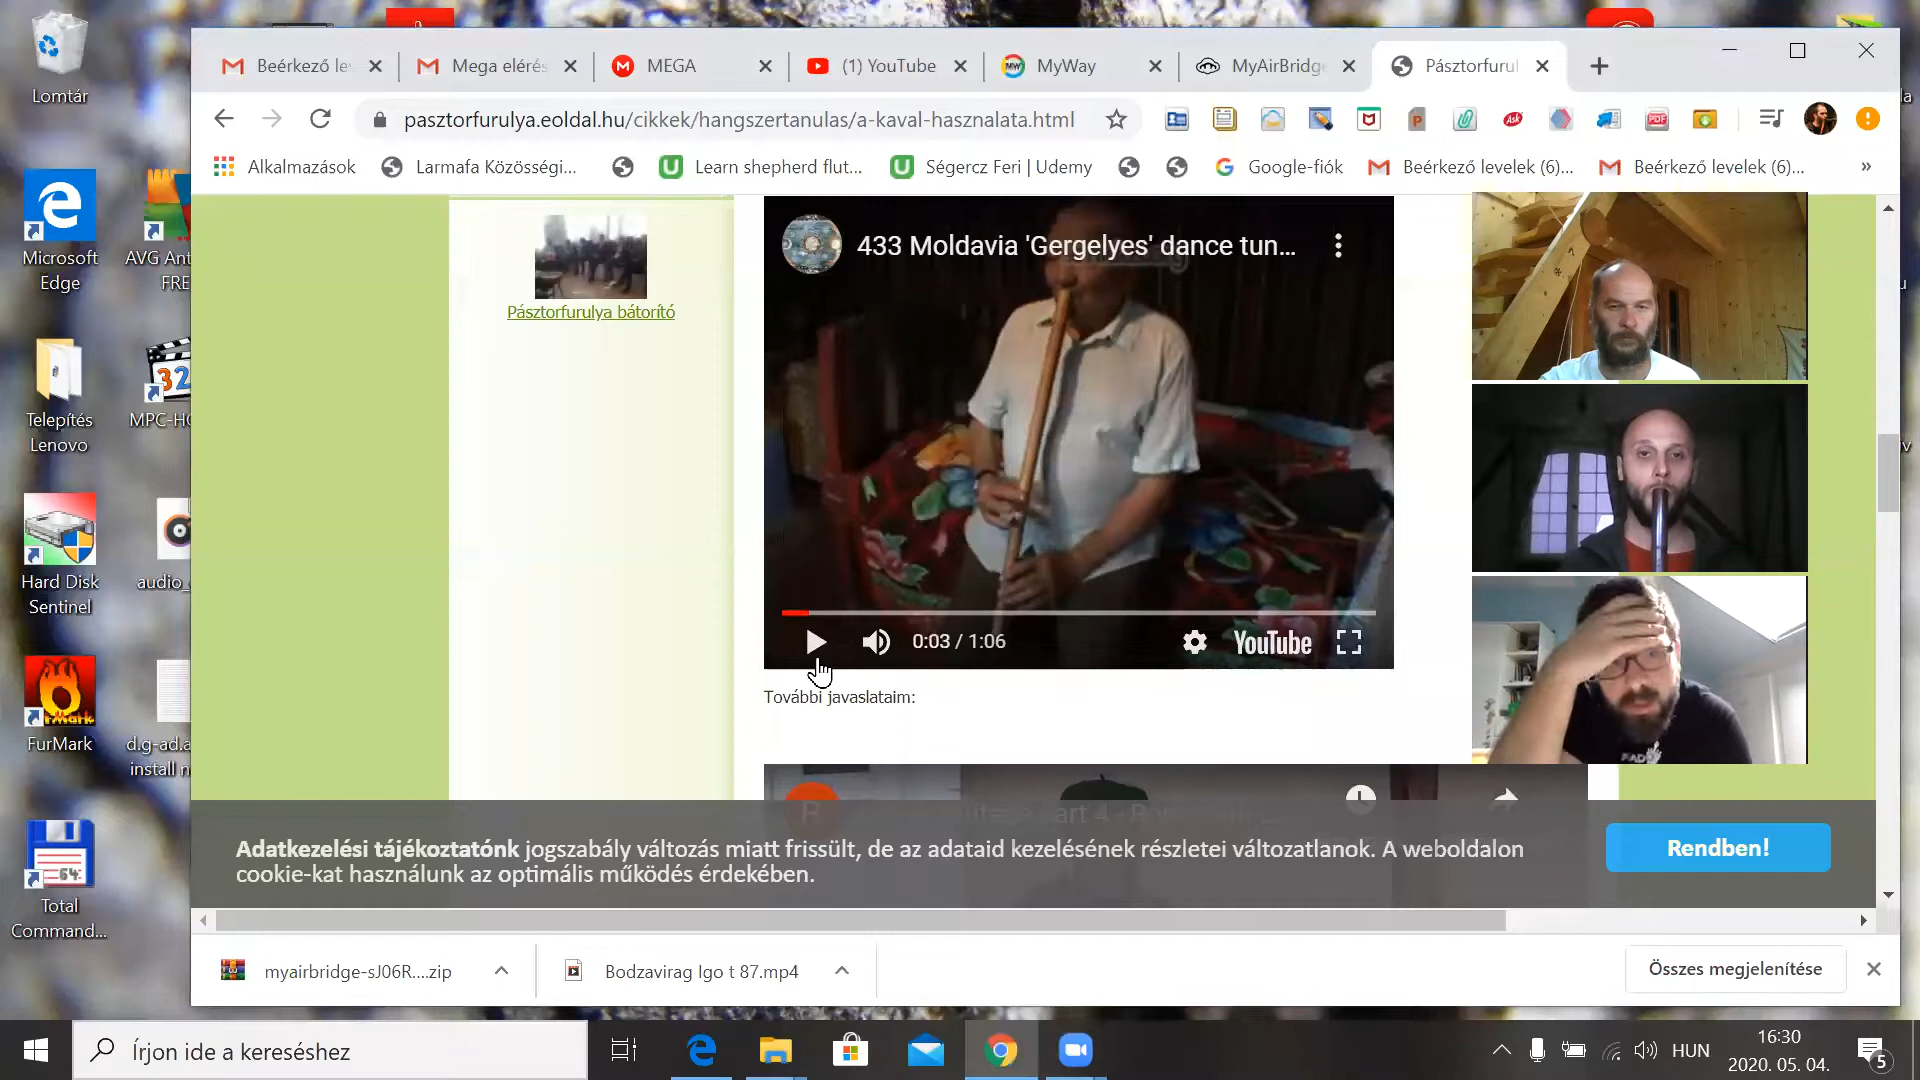 Lomtár
Microsoft
Edge
AVG Ant
FREE
Telepítés
Lenovo
MPC-HC
Hard Disk
Sentinel
audio_
FurMark
d.g-ad.a
install n
Total
Command...
Beérkező le
Mega elérés
MEGA
(1) YouTube
MyWay
MyAirBridge
Pásztorfurul
pasztorfurulya.eoldal.hu/cikkek/hangszertanulas/a-kaval-hasznalata.html
Alkalmazások
Larmafa Közösségi...
Learn shepherd flut...
Ségercz Feri | Udemy
Google-fiók
Beérkező levelek (6)...
Beérkező levelek (6)...
»
Pásztorfurulya bátorító
433 Moldavia 'Gergelyes' dance tun...
0:03 / 1:06
YouTube
További javaslataim:
Adatkezelési tájékoztatónk jogszabály változás miatt frissült, de az adataid kezelésének részletei változatlanok. A weboldalon
cookie-kat használunk az optimális működés érdekében.
Rendben!
myairbridge-sJ06R....zip
Bodzavirag Igo t 87.mp4
Összes megjelenítése
Írjon ide a kereséshez
HUN
16:30
2020. 05. 04.
5